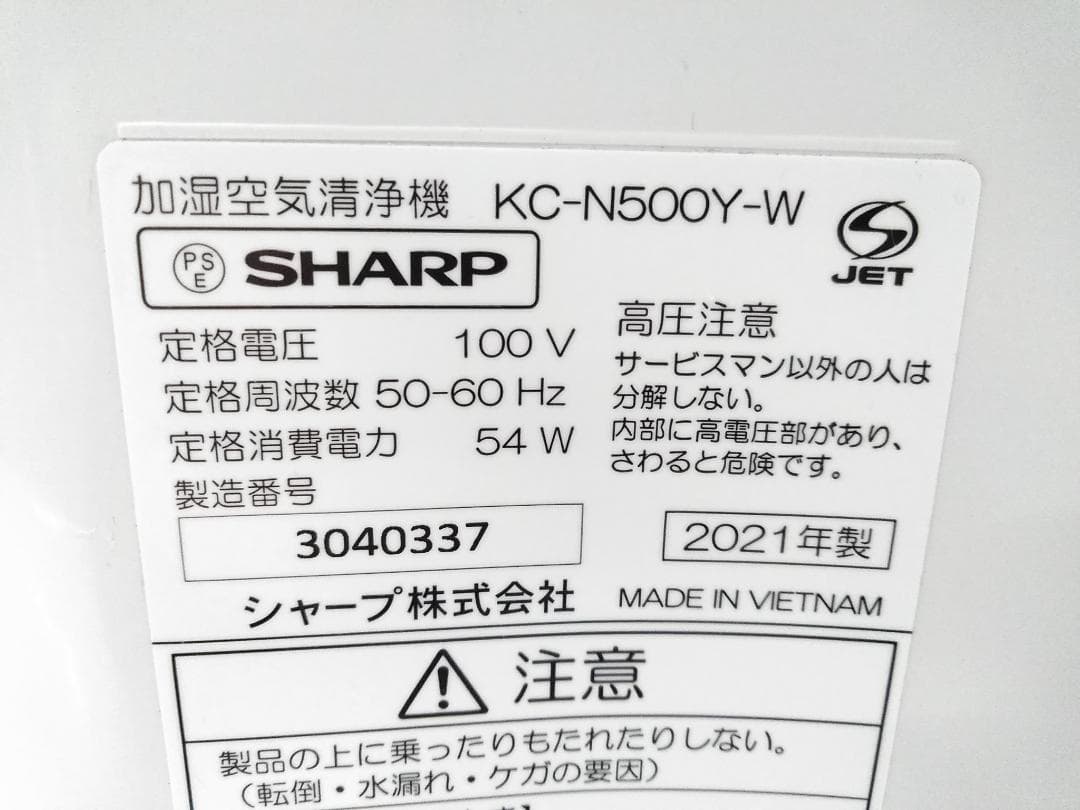 加湿空気清浄機 KC-N500Y-W
PSE SHARP
JET
定格電圧 100 V
定格周波数 50-60 Hz
定格消費電力 54 W
製造番号
3040337
高圧注意
サービスマン以外の人は
分解しない。
内部に高電圧部があり、
さわると危険です。
2021年製
シャープ株式会社 MADE IN VIETNAM
注意
製品の上に乗ったりもたれたりしない。
(転倒・水漏れ・ケガの要因)